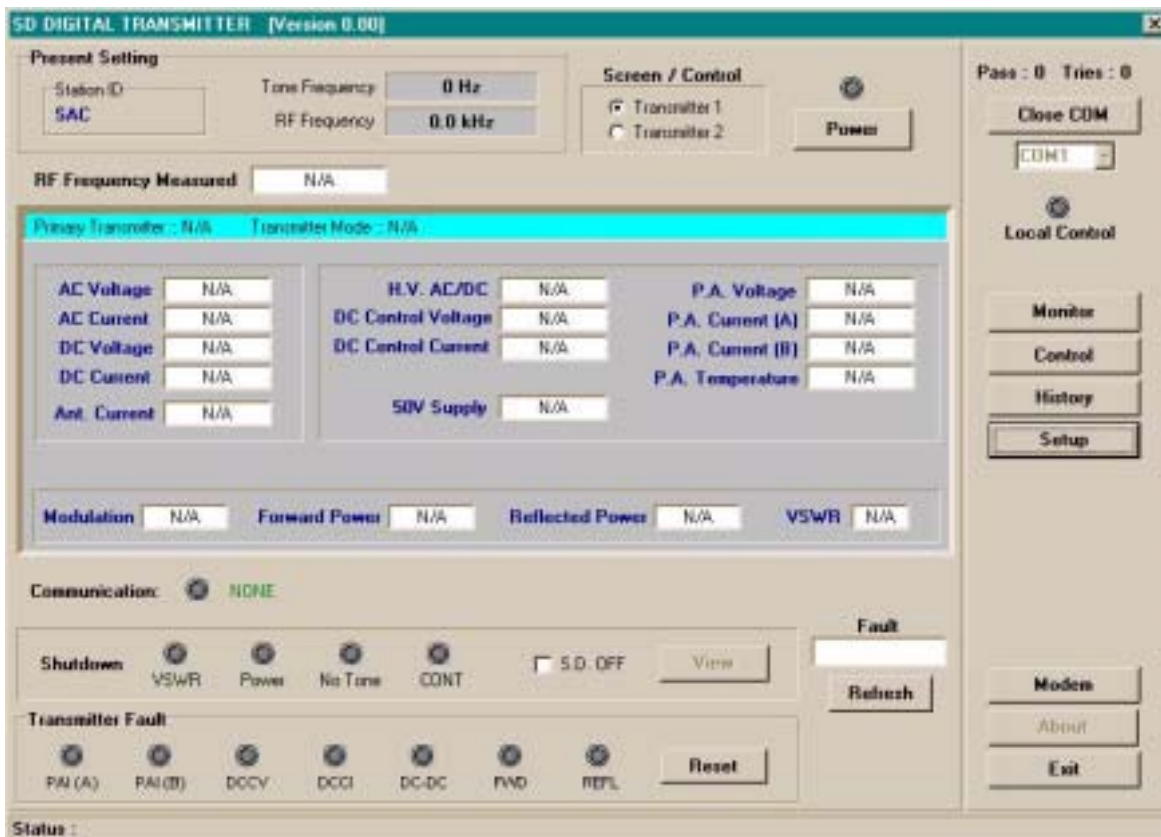 SD DIGITAL TRANSMITTER [Version 0.00]
Present Setting
Station ID
SAC
Tone Frequency 0 Hz
RF Frequency 0.0 kHz
Screen / Control
Transmitter 1
Transmitter 2
Power
Pass : 0 Tries : 0
Close COM
COM1
Local Control
RF Frequency Measured N/A
Primary Transmitter : N/A Transmitter Mode : N/A
AC Voltage N/A
AC Current N/A
DC Voltage N/A
DC Current N/A
Ant. Current N/A
H.V. AC/DC N/A
DC Control Voltage N/A
DC Control Current N/A
50V Supply N/A
P.A. Voltage N/A
P.A. Current (A) N/A
P.A. Current (B) N/A
P.A. Temperature N/A
Monitor
Control
History
Setup
Modulation N/A Forward Power N/A Reflected Power N/A VSWR N/A
Communication: NONE
Shutdown VSWR Power No Tone CONT S.D. OFF View
Fault
Refresh
Transmitter Fault
PAI (A) PAI (B) DCCV DCCI DC-DC FWD REFL Reset
Modem
About
Exit
Status :